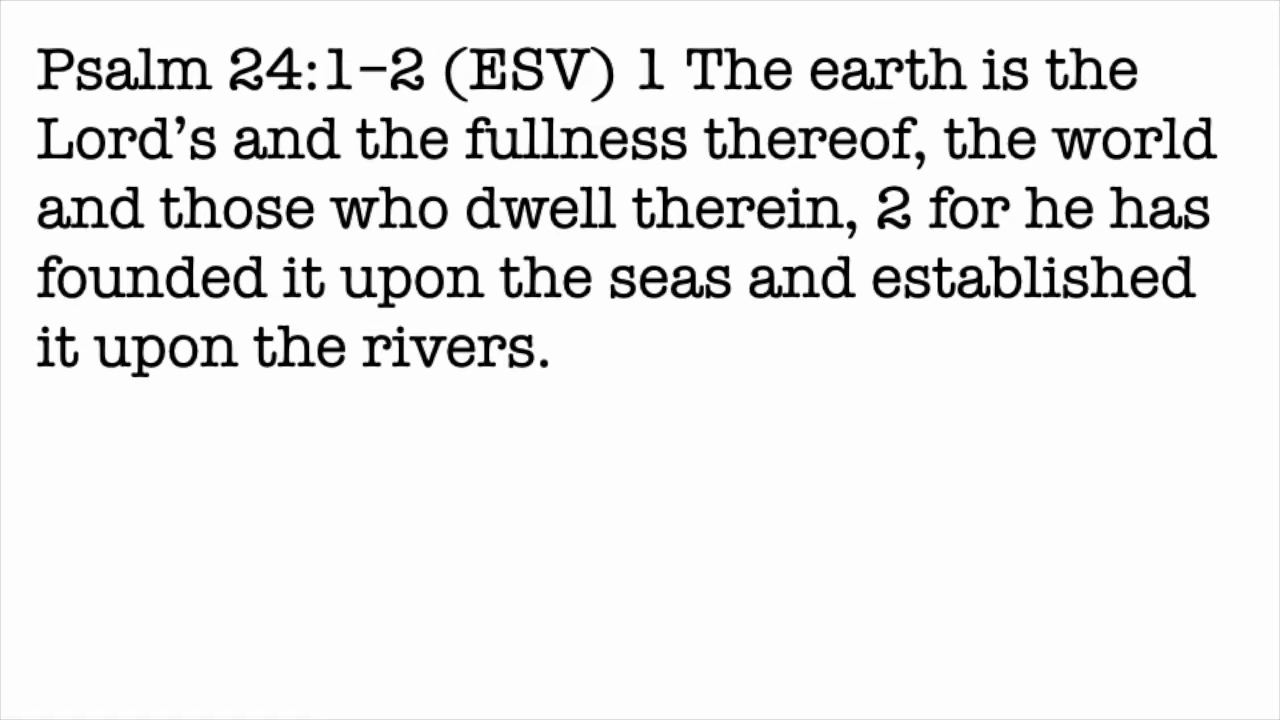 Psalm 24:1–2 (ESV) 1 The earth is the
Lord’s and the fullness thereof, the world
and those who dwell therein, 2 for he has
founded it upon the seas and established
it upon the rivers.